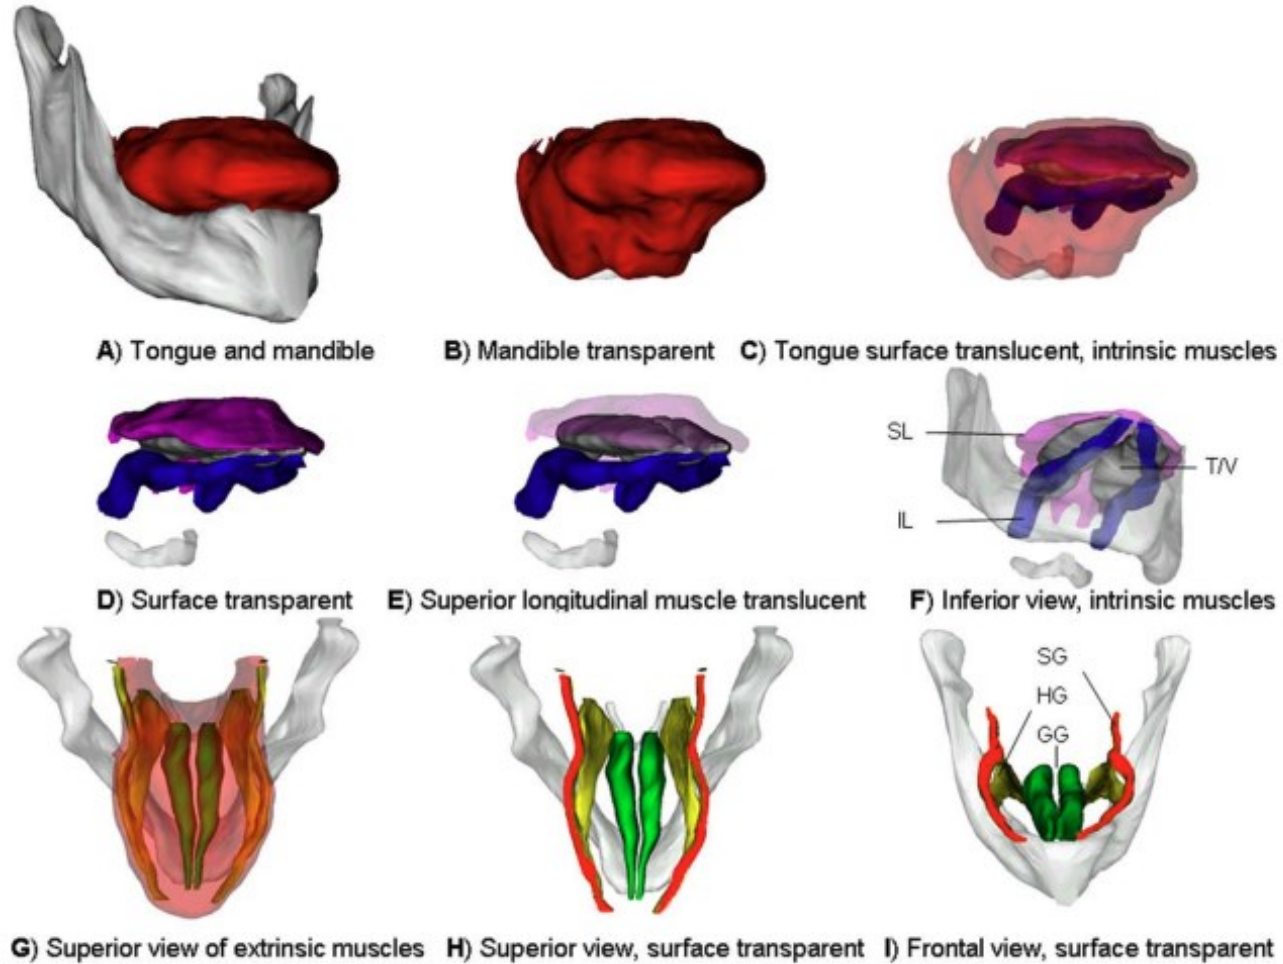 A) Tongue and mandible
B) Mandible transparent
C) Tongue surface translucent, intrinsic muscles
SL
T/V
IL
D) Surface transparent
E) Superior longitudinal muscle translucent
F) Inferior view, intrinsic muscles
SG
HG
GG
G) Superior view of extrinsic muscles
H) Superior view, surface transparent
I) Frontal view, surface transparent